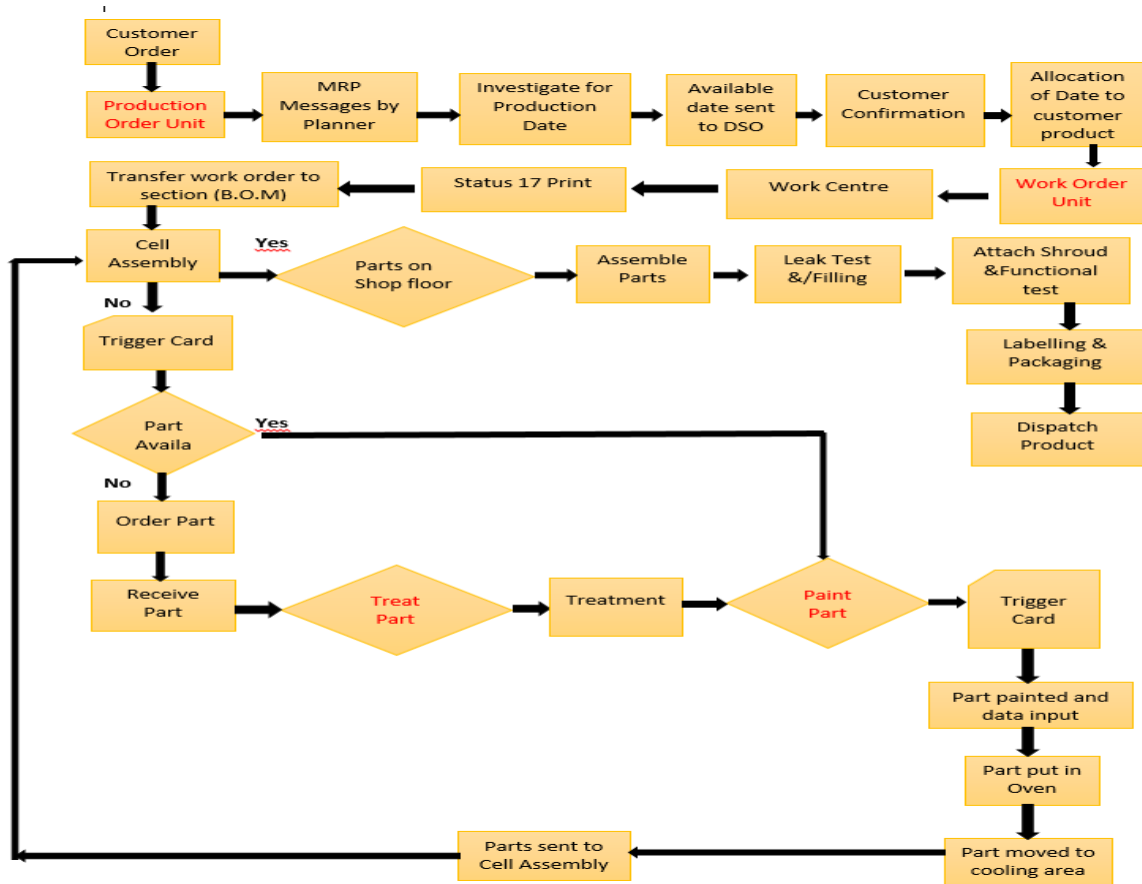 Customer
Order
Production
Order Unit
MRP
Messages by
Planner
Investigate for
Production
Date
Available
date sent
to DSO
Customer
Confirmation
Allocation
of Date to
customer
product
Transfer work order to
section (B.O.M)
Status 17 Print
Work Centre
Work Order
Unit
Cell
Assembly
Yes
Parts on
Shop floor
Assemble
Parts
Leak Test
&/Filling
Attach Shroud
&Functional
test
No
Trigger Card
Labelling &
Packaging
Part
Availa
Yes
Dispatch
Product
No
Order Part
Receive
Part
Treat
Part
Treatment
Paint
Part
Trigger
Card
Part painted and
data input
Part put in
Oven
Parts sent to
Cell Assembly
Part moved to
cooling area